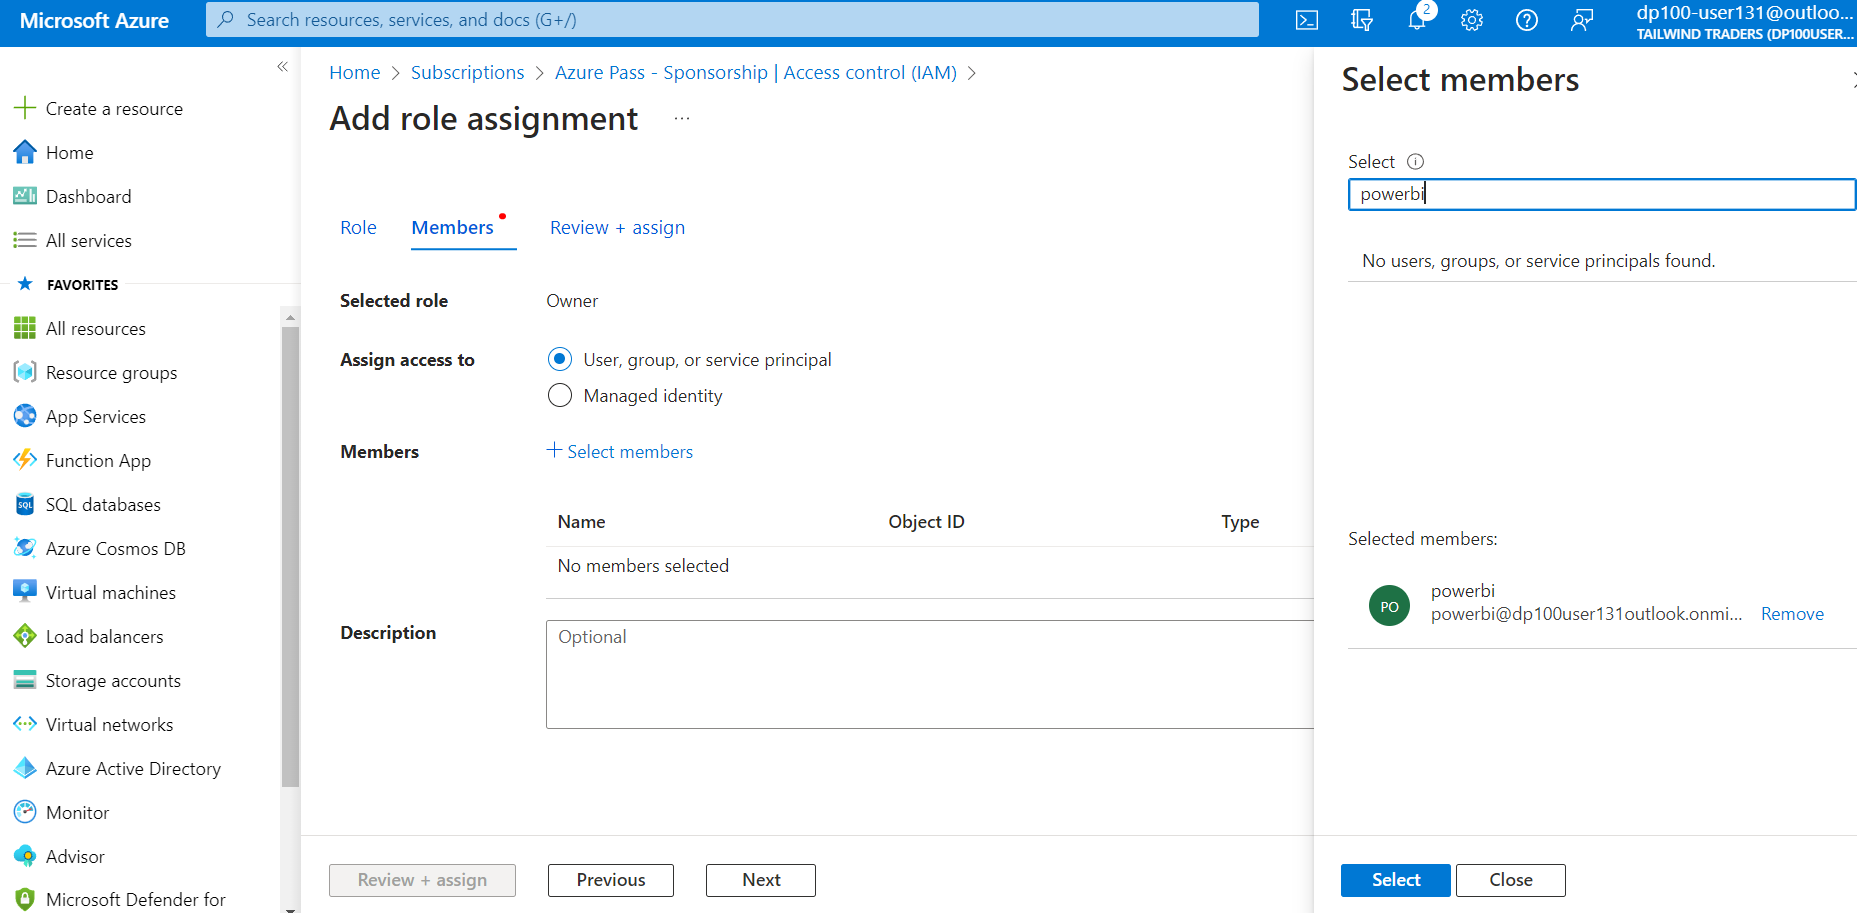 Microsoft Azure
Search resources, services, and docs (G+/)
2
dp100-user131@outloo...
TAILWIND TRADERS (DP100USER...
«
Create a resource
Home
Dashboard
All services
FAVORITES
All resources
Resource groups
App Services
Function App
SQL databases
Azure Cosmos DB
Virtual machines
Load balancers
Storage accounts
Virtual networks
Azure Active Directory
Monitor
Advisor
Microsoft Defender for
Home > Subscriptions > Azure Pass - Sponsorship | Access control (IAM) >
Add role assignment ...
Role Members Review + assign
Selected role Owner
Assign access to User, group, or service principal
Managed identity
Members + Select members
Name Object ID Type
No members selected
Description Optional
Review + assign Previous Next
Select members
Select
powerbi
No users, groups, or service principals found.
Selected members:
PO
powerbi
powerbi@dp100user131outlook.onmi... Remove
Select Close